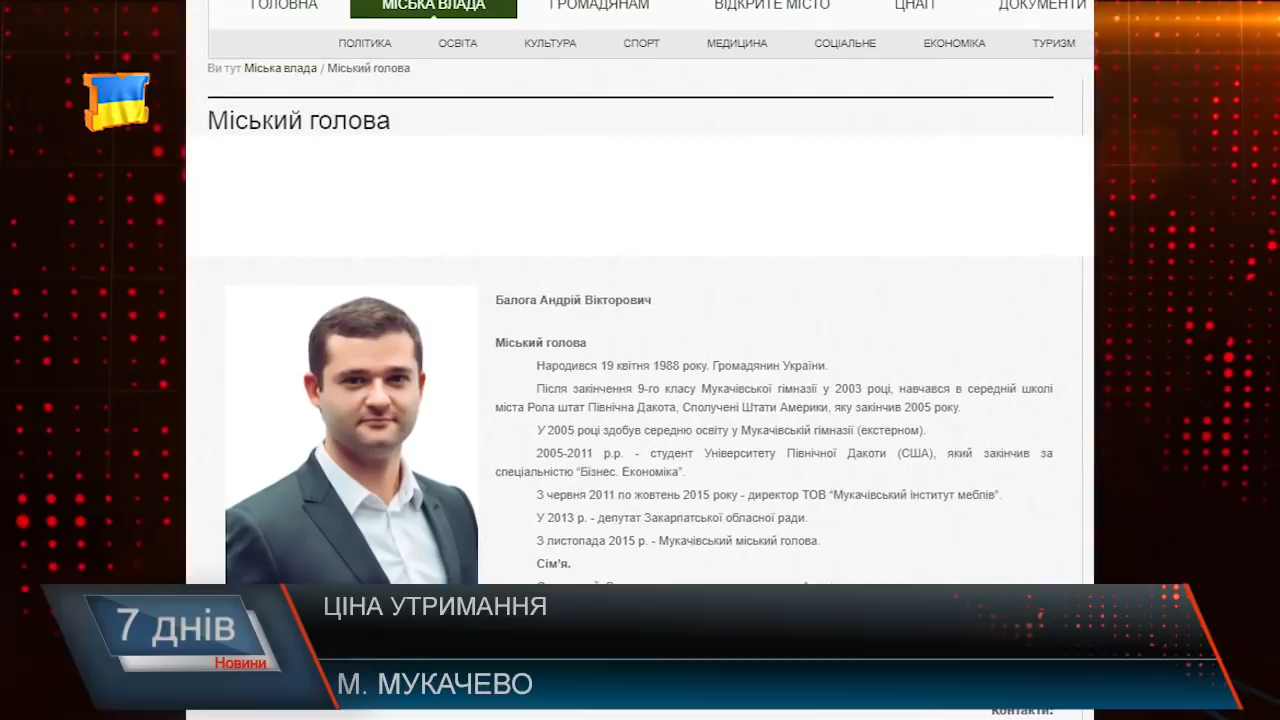 ГОЛОВНА МІСЬКА ВЛАДА ГРОМАДЯНАМ ВІДКРИТЕ МІСТО ЦНАП ДОКУМЕНТИ
ПОЛІТИКА ОСВІТА КУЛЬТУРА СПОРТ МЕДИЦИНА СОЦІАЛЬНЕ ЕКОНОМІКА ТУРИЗМ
Ви тут Міська влада / Міський голова
Міський голова
Балога Андрій Вікторович
Міський голова
Народився 19 квітня 1988 року. Громадянин України.
Після закінчення 9-го класу Мукачівської гімназії у 2003 році, навчався в середній школі
міста Рола штат Північна Дакота, Сполучені Штати Америки, яку закінчив 2005 року.
У 2005 році здобув середню освіту у Мукачівській гімназії (екстерном).
2005-2011 р.р. - студент Університету Північної Дакоти (США), який закінчив за
спеціальністю “Бізнес. Економіка”.
З червня 2011 по жовтень 2015 року - директор ТОВ “Мукачівський інститут меблів”.
У 2013 р. - депутат Закарпатської обласної ради.
З листопада 2015 р. - Мукачівський міський голова.
Сім’я.
ЦІНА УТРИМАННЯ
7 днів
Новини
М. МУКАЧЕВО
Контакти: